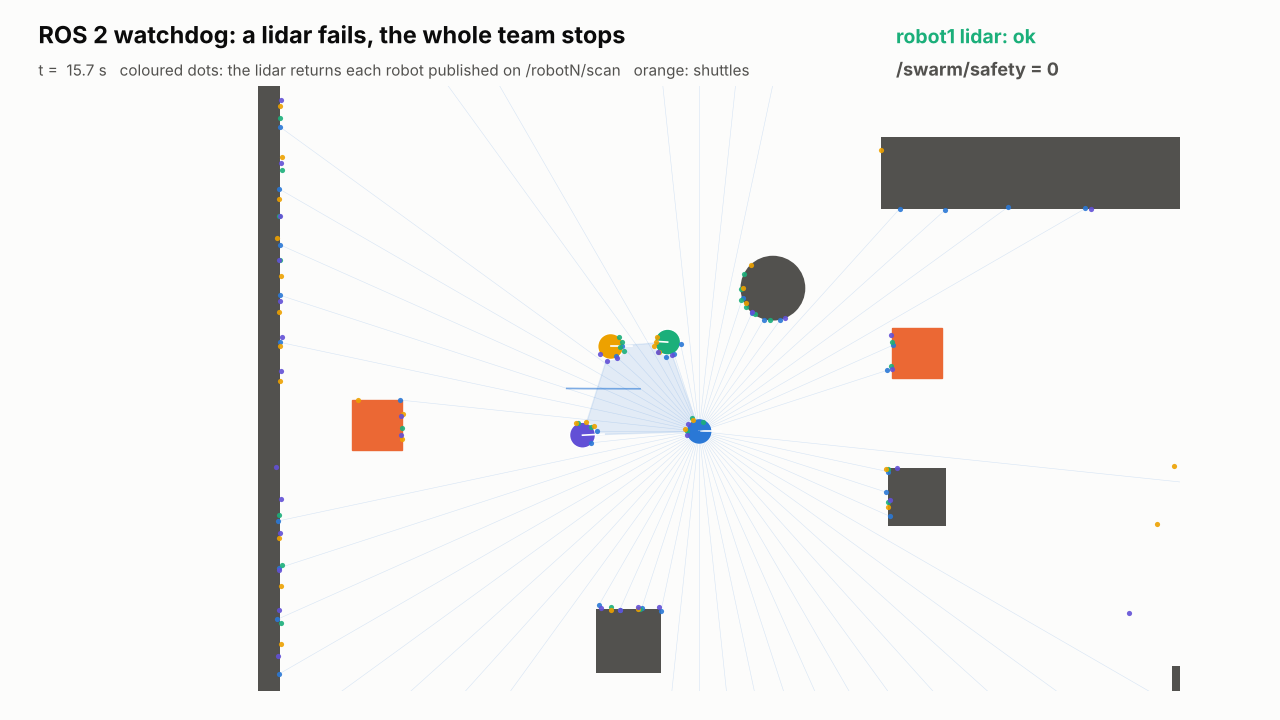 ROS 2 watchdog: a lidar fails, the whole team stops
robot1 lidar: ok
t =  15.7 s   coloured dots: the lidar returns each robot published on /robotN/scan   orange: shuttles
/swarm/safety = 0